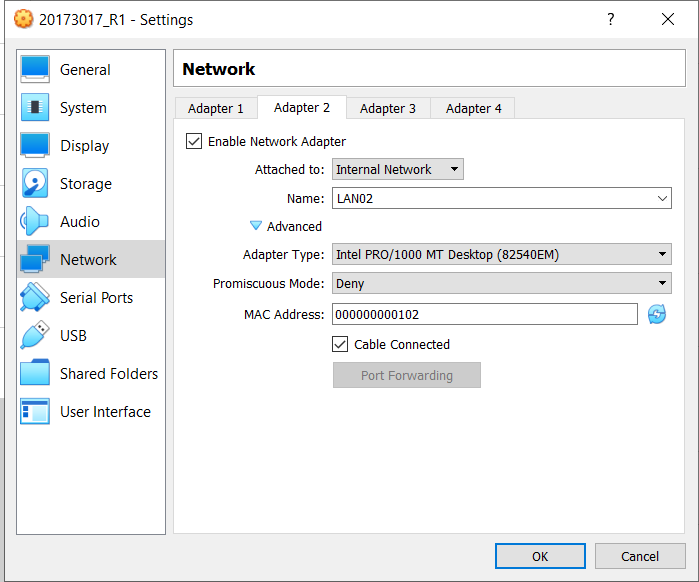 20173017_R1 - Settings
?
General
System
Display
Storage
Audio
Network
Serial Ports
USB
Shared Folders
User Interface
Network
Adapter 1 Adapter 2 Adapter 3 Adapter 4
Enable Network Adapter
Attached to: Internal Network
Name: LAN02
Advanced
Adapter Type: Intel PRO/1000 MT Desktop (82540EM)
Promiscuous Mode: Deny
MAC Address: 000000000102
Cable Connected
Port Forwarding
OK Cancel